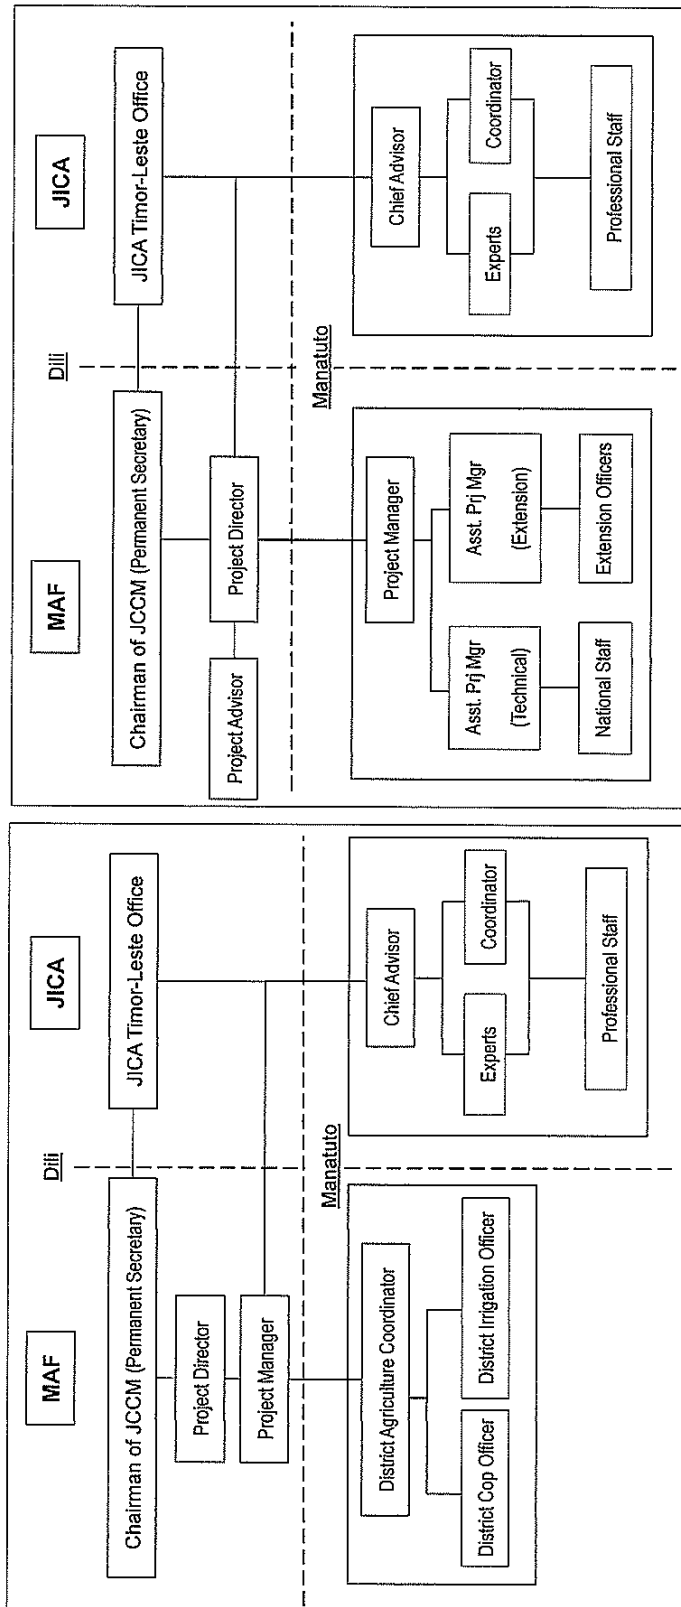 MAF
JICA
Dili
Chairman of JCCM (Permanent Secretary)
JICA Timor-Leste Office
Project Director
Project Manager
Manatuto
District Agriculture Coordinator
District Cop Officer
District Irrigation Officer
Chief Advisor
Experts
Coordinator
Professional Staff
MAF
JICA
Dili
Chairman of JCCM (Permanent Secretary)
JICA Timor-Leste Office
Project Advisor
Project Director
Manatuto
Project Manager
Asst. Prj Mgr
(Technical)
Asst. Prj Mgr
(Extension)
National Staff
Extension Officers
Chief Advisor
Experts
Coordinator
Professional Staff